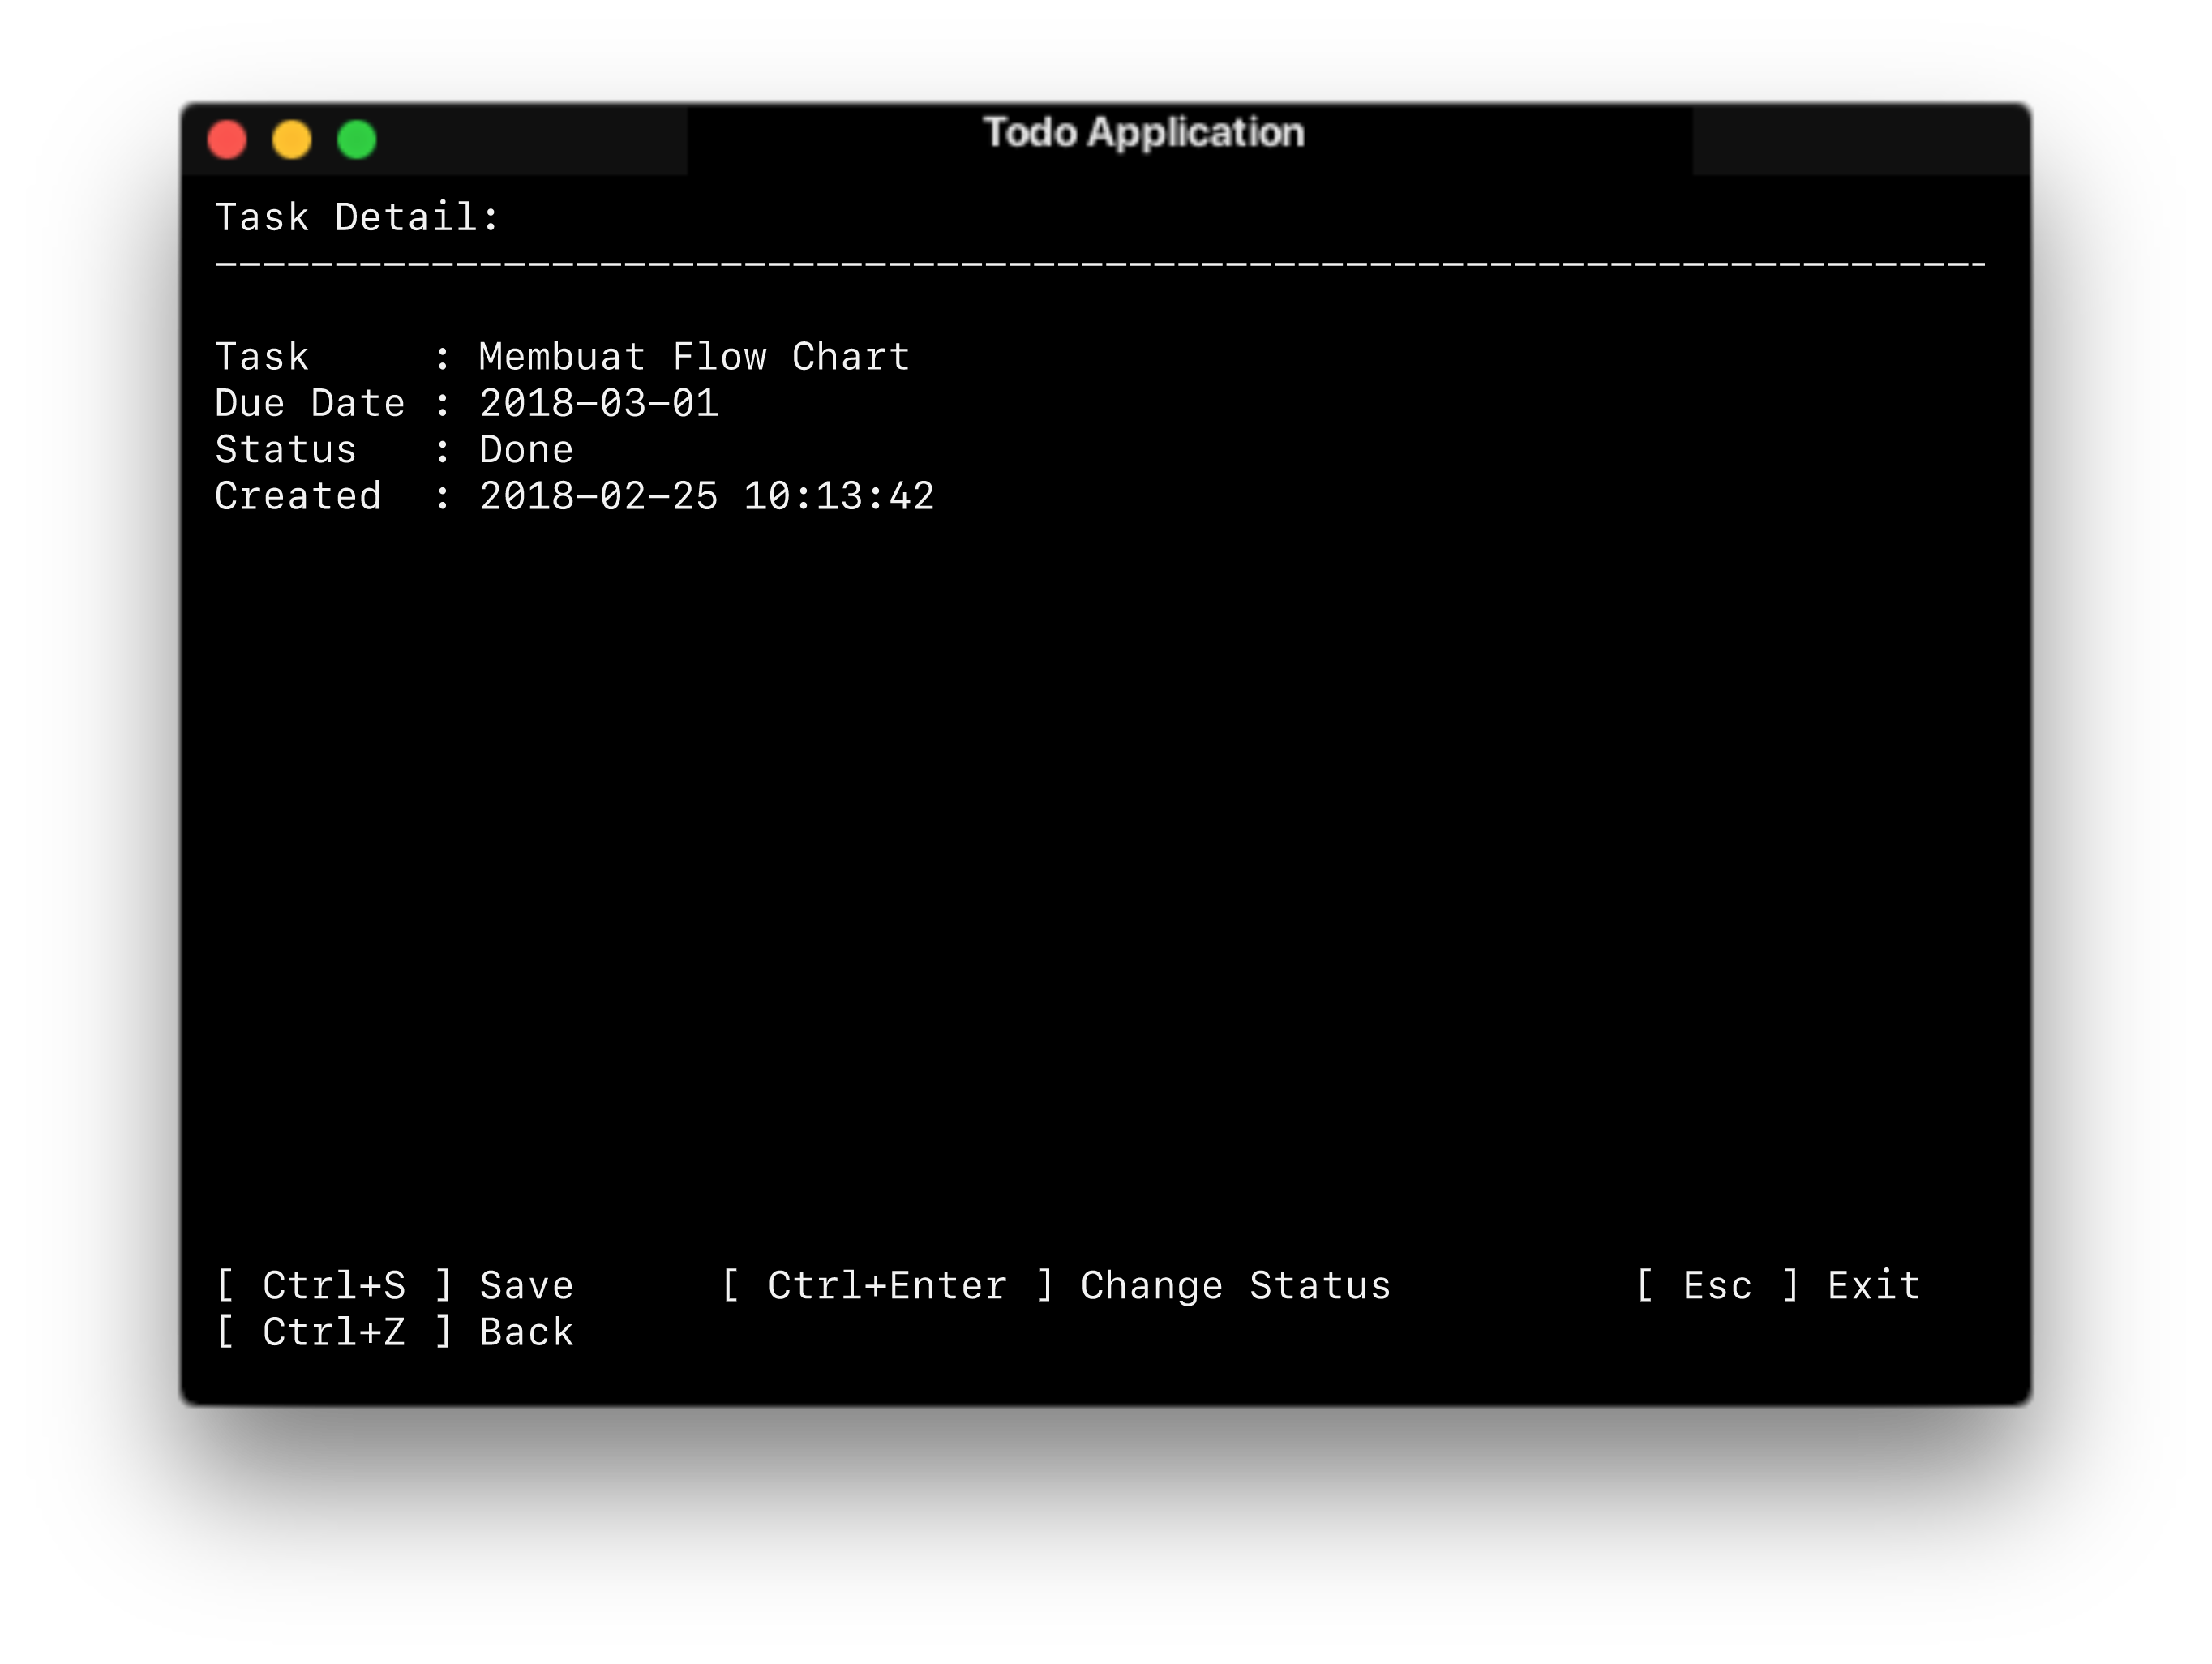 Todo Application
Task Detail:
--------------------------------------------------------------------------
Task     : Membuat Flow Chart
Due Date : 2018-03-01
Status   : Done
Created  : 2018-02-25 10:13:42
[ Ctrl+S ] Save      [ Ctrl+Enter ] Change Status          [ Esc ] Exit
[ Ctrl+Z ] Back